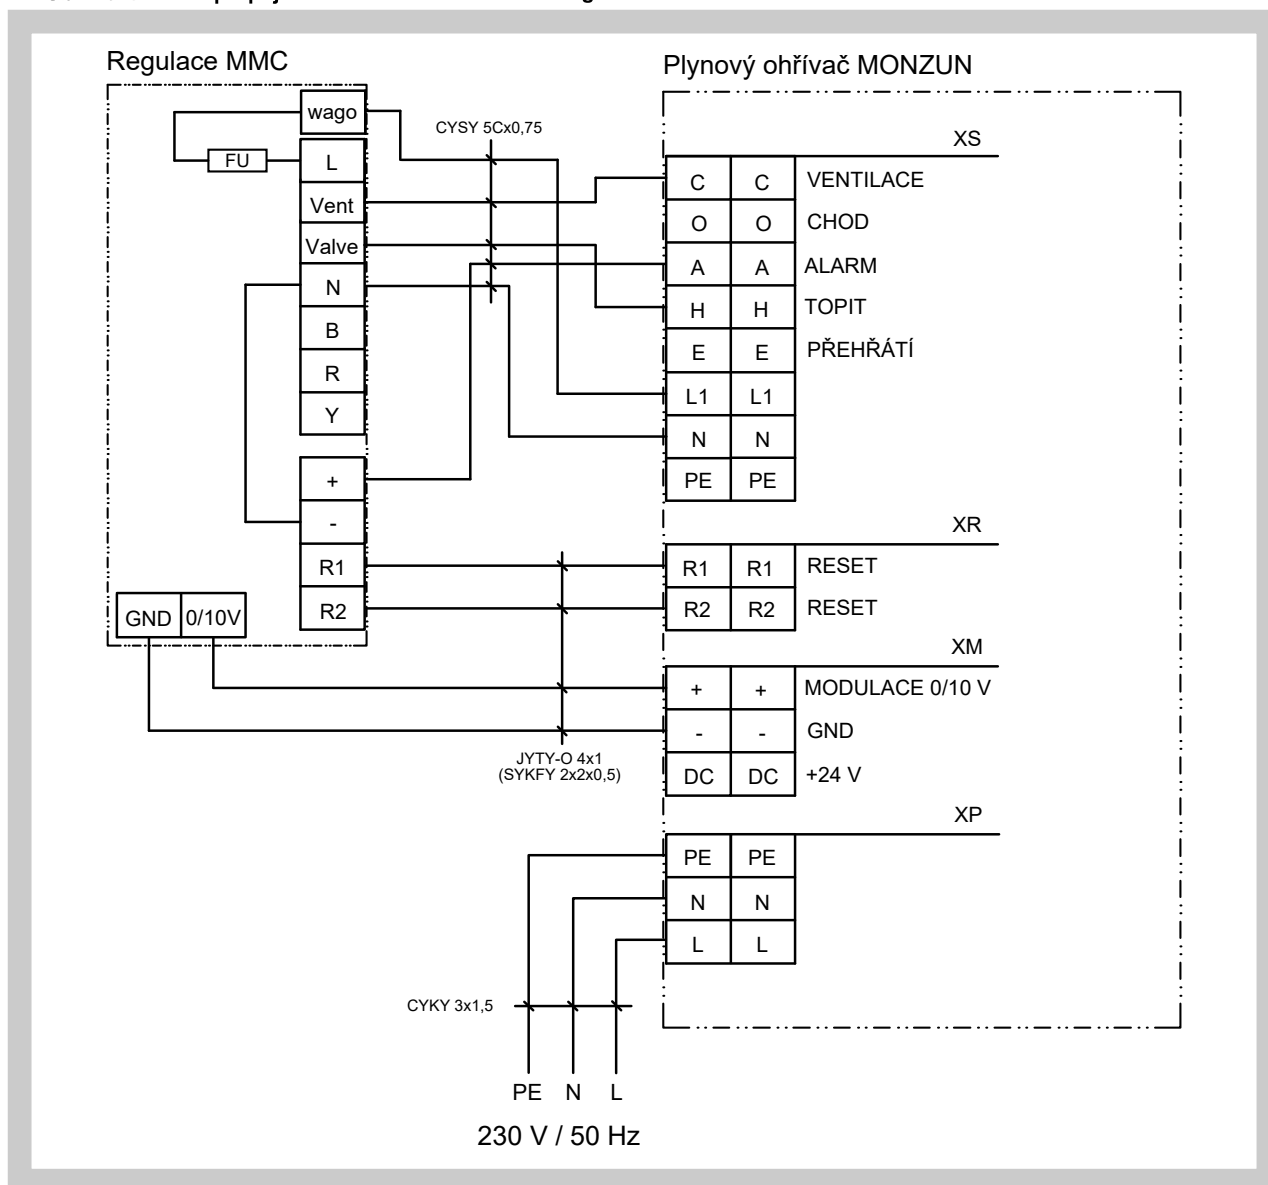 Regulace MMC
Plynový ohřívač MONZUN
wago
FU
L
Vent
Valve
N
B
R
Y
+
-
R1
R2
GND 0/10V
CYSY 5Cx0,75
XS
C C VENTILACE
O O CHOD
A A ALARM
H H TOPIT
E E PŘEHŘÁTÍ
L1 L1
N N
PE PE
XR
R1 R1 RESET
R2 R2 RESET
XM
+ + MODULACE 0/10 V
- - GND
DC DC +24 V
JYTY-O 4x1
(SYKFY 2x2x0,5)
XP
PE PE
N N
L L
CYKY 3x1,5
PE N L
230 V / 50 Hz